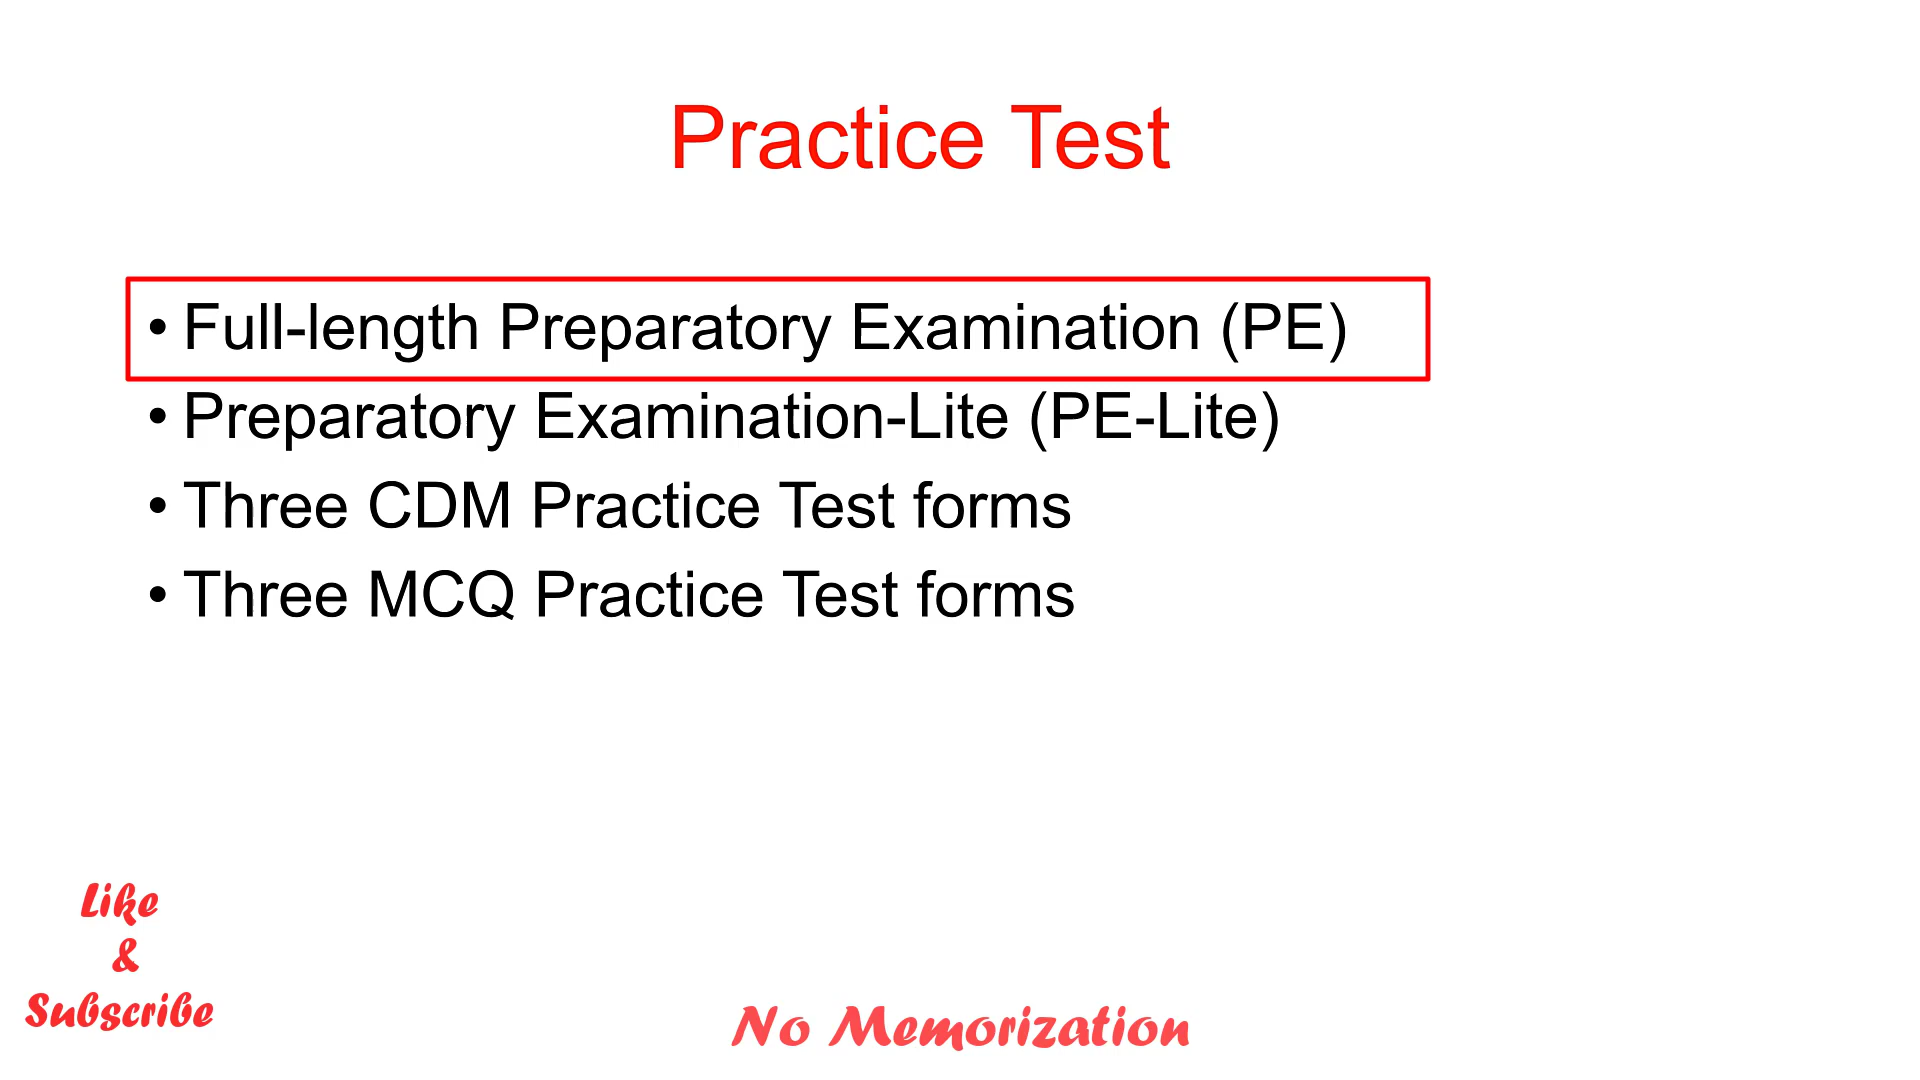 Practice Test
• Full-length Preparatory Examination (PE)
• Preparatory Examination-Lite (PE-Lite)
• Three CDM Practice Test forms
• Three MCQ Practice Test forms
Like
&
Subscribe
No Memorization